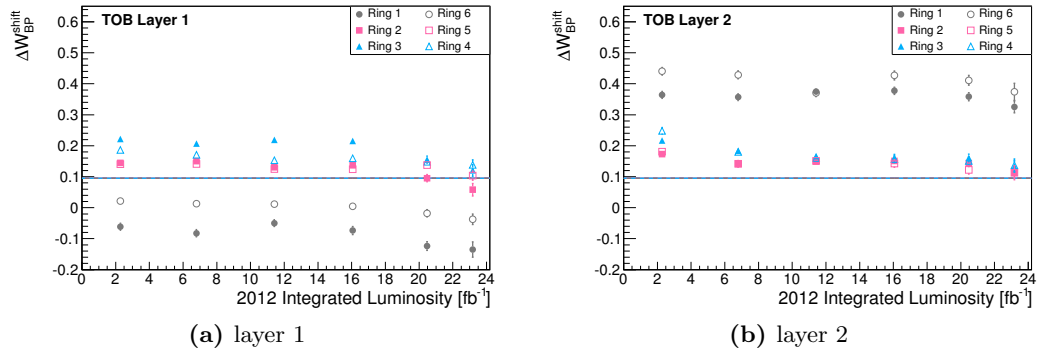 TOB Layer 1
Ring 1 Ring 6
Ring 2 Ring 5
Ring 3 Ring 4
ΔW_BP^shift
0.6
0.5
0.4
0.3
0.2
0.1
0
-0.1
-0.2
0 2 4 6 8 10 12 14 16 18 20 22 24
2012 Integrated Luminosity [fb⁻¹]
(a) layer 1
TOB Layer 2
Ring 1 Ring 6
Ring 2 Ring 5
Ring 3 Ring 4
ΔW_BP^shift
0.6
0.5
0.4
0.3
0.2
0.1
0
-0.1
-0.2
0 2 4 6 8 10 12 14 16 18 20 22 24
2012 Integrated Luminosity [fb⁻¹]
(b) layer 2